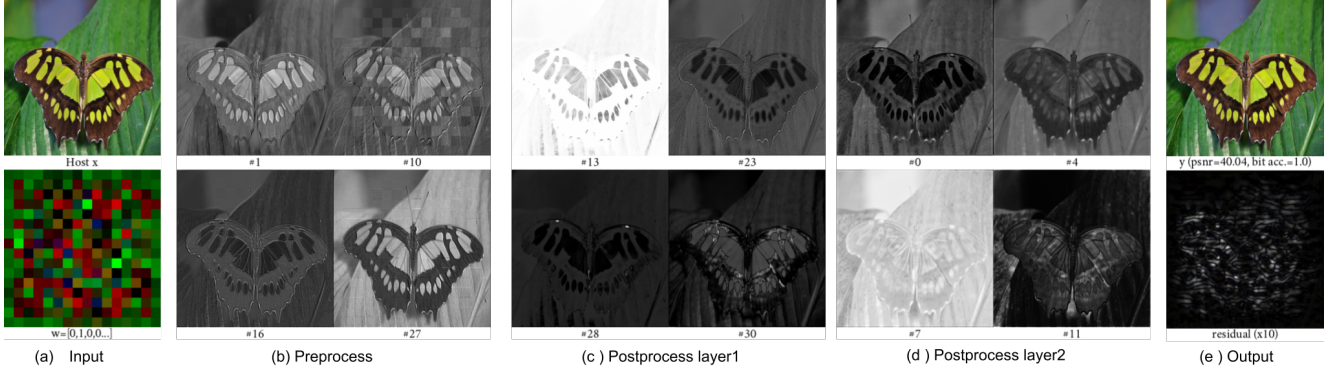 Host x
#1
#10
#13
#23
#0
#4
y (psnr=40.04, bit acc.=1.0)
w=[0,1,0,0...]
#16
#27
#28
#30
#7
#11
residual (x10)
(a) Input
(b) Preprocess
(c ) Postprocess layer1
(d ) Postprocess layer2
(e ) Output